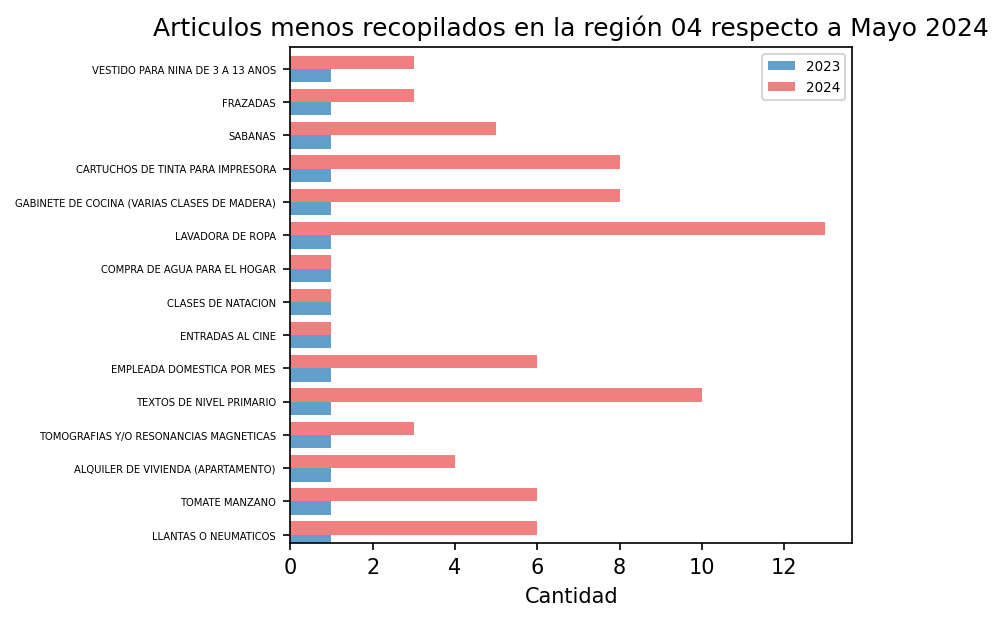 Articulos menos recopilados en la región 04 respecto a Mayo 2024
2023
2024
VESTIDO PARA NINA DE 3 A 13 ANOS
FRAZADAS
SABANAS
CARTUCHOS DE TINTA PARA IMPRESORA
GABINETE DE COCINA (VARIAS CLASES DE MADERA)
LAVADORA DE ROPA
COMPRA DE AGUA PARA EL HOGAR
CLASES DE NATACION
ENTRADAS AL CINE
EMPLEADA DOMESTICA POR MES
TEXTOS DE NIVEL PRIMARIO
TOMOGRAFIAS Y/O RESONANCIAS MAGNETICAS
ALQUILER DE VIVIENDA (APARTAMENTO)
TOMATE MANZANO
LLANTAS O NEUMATICOS
0 2 4 6 8 10 12
Cantidad